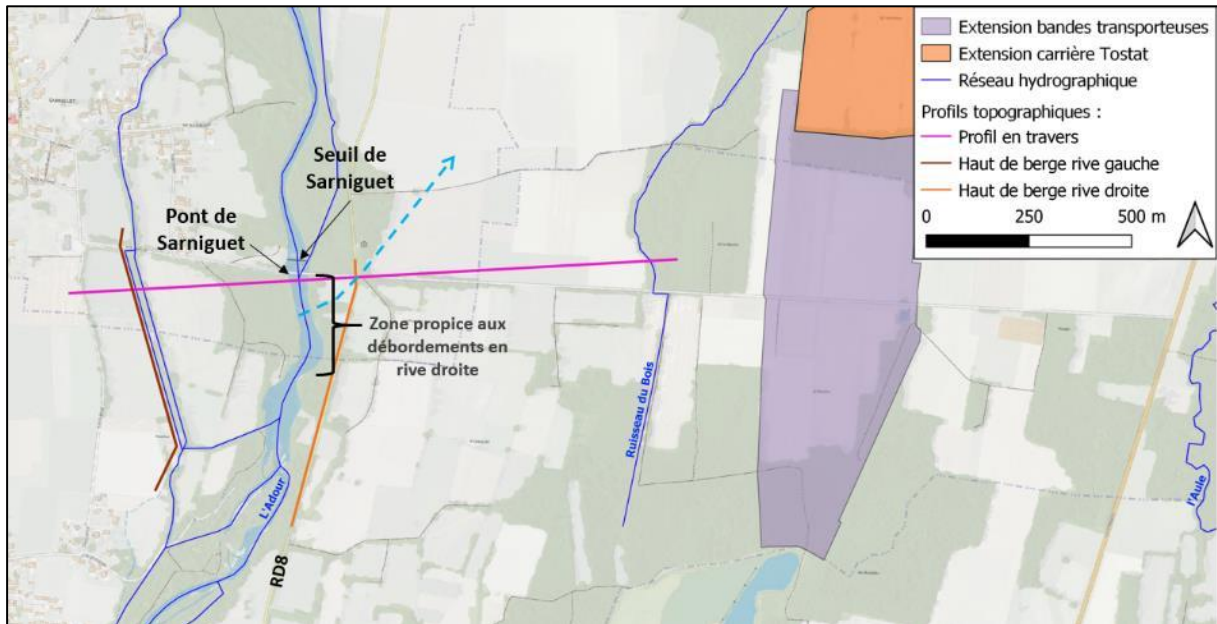 Extension bandes transporteuses
Extension carrière Tostat
Réseau hydrographique
Profils topographiques :
Profil en travers
Haut de berge rive gauche
Haut de berge rive droite
0 250 500 m
Seuil de
Sarniguet
Pont de
Sarniguet
Zone propice aux
débordements en
rive droite
Ruisseau du Bois
L'Adour
RD8
l'Aule